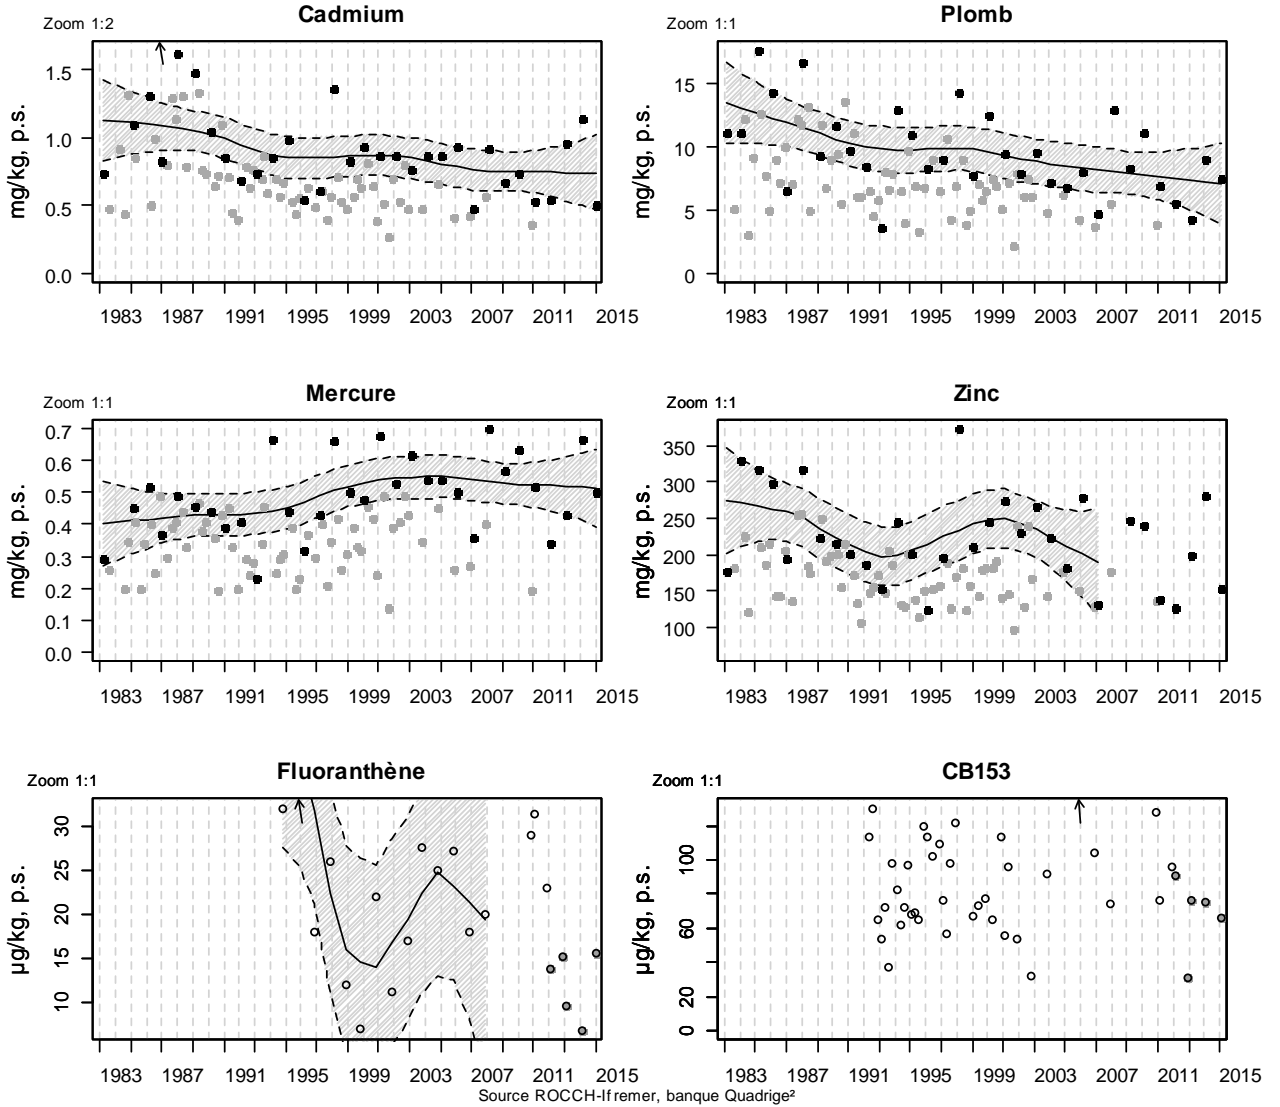 Cadmium
Zoom 1:2
mg/kg, p.s.
1.5
1.0
0.5
0.0
1983 1987 1991 1995 1999 2003 2007 2011 2015
Plomb
Zoom 1:1
mg/kg, p.s.
15
10
5
0
1983 1987 1991 1995 1999 2003 2007 2011 2015
Mercure
Zoom 1:1
mg/kg, p.s.
0.7
0.6
0.5
0.4
0.3
0.2
0.1
0.0
1983 1987 1991 1995 1999 2003 2007 2011 2015
Zinc
Zoom 1:1
mg/kg, p.s.
350
300
250
200
150
100
1983 1987 1991 1995 1999 2003 2007 2011 2015
Fluoranthène
Zoom 1:1
µg/kg, p.s.
30
25
20
15
10
1983 1987 1991 1995 1999 2003 2007 2011 2015
CB153
Zoom 1:1
µg/kg, p.s.
100
60
20
0
1983 1987 1991 1995 1999 2003 2007 2011 2015
Source ROCCH-Ifremer, banque Quadrige²